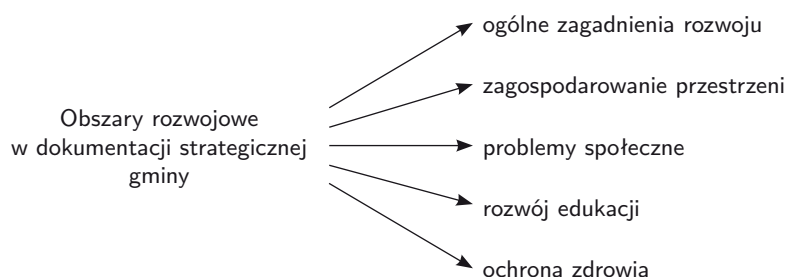 Obszary rozwojowe
w dokumentacji strategicznej
gminy
ogólne zagadnienia rozwoju
zagospodarowanie przestrzeni
problemy społeczne
rozwój edukacji
ochrona zdrowia